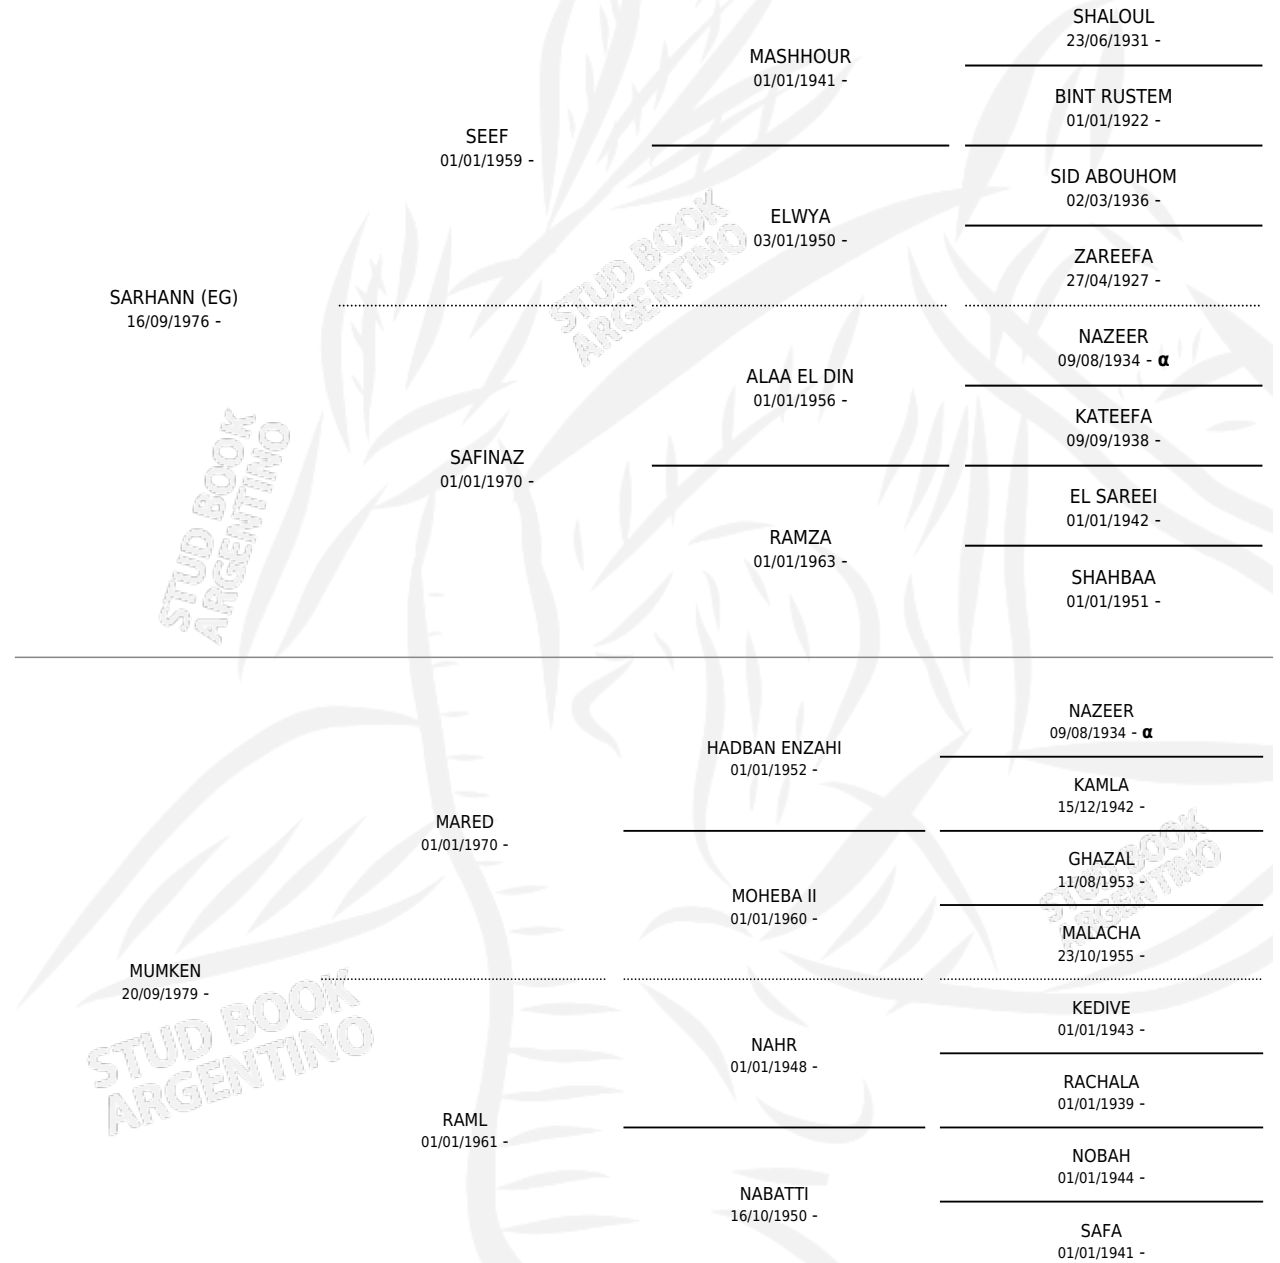 SHALOUL
23/06/1931 -
MASHHOUR
01/01/1941 -
BINT RUSTEM
01/01/1922 -
SEEF
01/01/1959 -
SID ABOUHOM
02/03/1936 -
ELWYA
03/01/1950 -
ZAREEFA
27/04/1927 -
SARHANN (EG)
16/09/1976 -
NAZEER
09/08/1934 - α
ALAA EL DIN
01/01/1956 -
KATEEFA
09/09/1938 -
SAFINAZ
01/01/1970 -
EL SAREEI
01/01/1942 -
RAMZA
01/01/1963 -
SHAHBAA
01/01/1951 -
STUD BOOK
ARGENTINO
STUD BOOK
ARGENTINO
NAZEER
09/08/1934 - α
HADBAN ENZAHI
01/01/1952 -
KAMLA
15/12/1942 -
MARED
01/01/1970 -
GHAZAL
11/08/1953 -
MOHEBA II
01/01/1960 -
MALACHA
23/10/1955 -
MUMKEN
20/09/1979 -
KEDIVE
01/01/1943 -
NAHR
01/01/1948 -
RACHALA
01/01/1939 -
RAML
01/01/1961 -
NOBAH
01/01/1944 -
NABATTI
16/10/1950 -
SAFA
01/01/1941 -
STUD BOOK
ARGENTINO
STUD BOOK
ARGENTINO